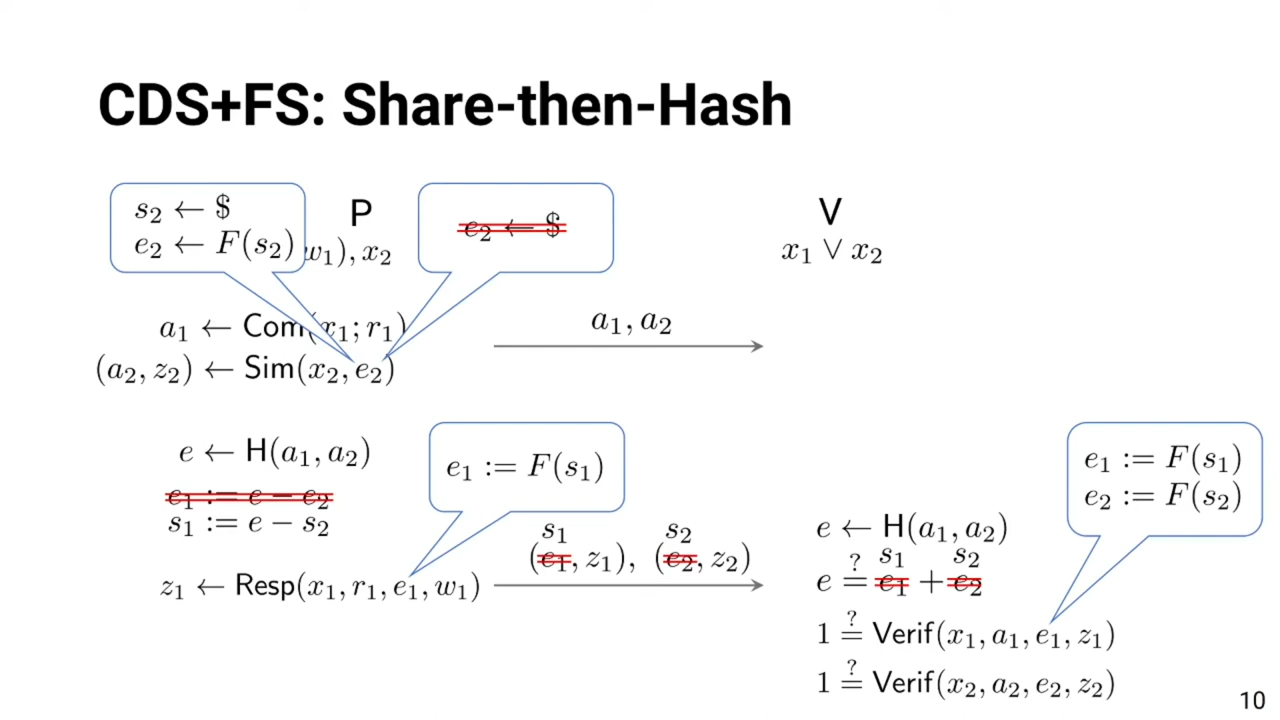 CDS+FS: Share-then-Hash
s₂ ← $
e₂ ← F(s₂)
P
e₂ ← $
V
w₁), x₂
x₁ ∨ x₂
a₁ ← Com(x₁; r₁)
a₁, a₂
(a₂, z₂) ← Sim(x₂, e₂)
e ← H(a₁, a₂)
e₁ := F(s₁)
e₁ := F(s₁)
e₂ := F(s₂)
e₁ := e − e₂
s₁ := e − s₂
s₁ s₂
(e₁, z₁), (e₂, z₂)
z₁ ← Resp(x₁, r₁, e₁, w₁)
e ← H(a₁, a₂)
s₁ s₂
e ≟ e₁ + e₂
1 ≟ Verif(x₁, a₁, e₁, z₁)
1 ≟ Verif(x₂, a₂, e₂, z₂)
10